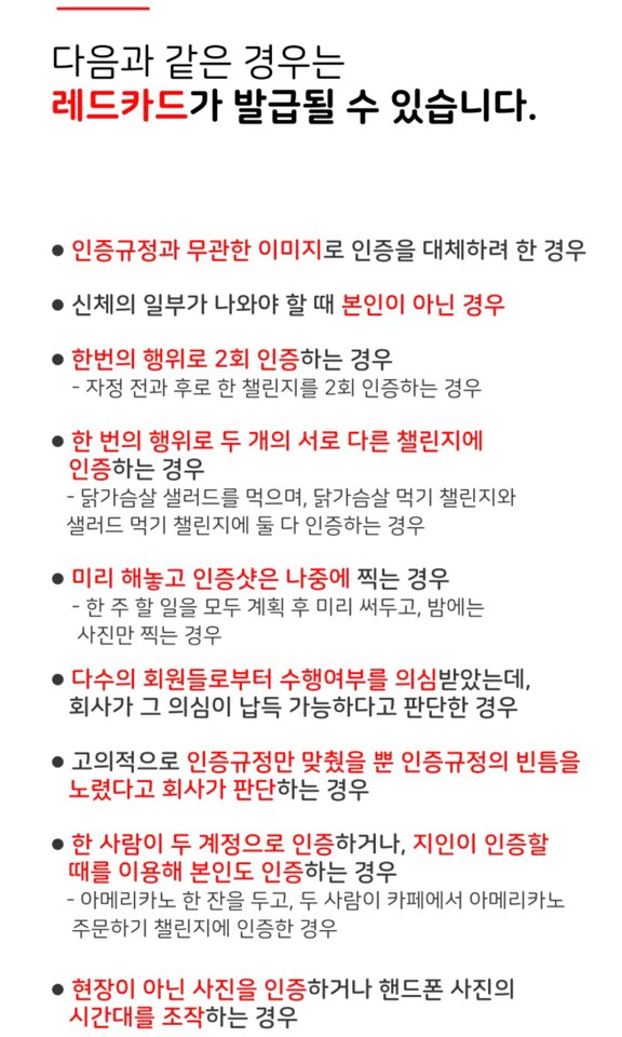 다음과 같은 경우는
레드카드가 발급될 수 있습니다.
● 인증규정과 무관한 이미지로 인증을 대체하려 한 경우
● 신체의 일부가 나와야 할 때 본인이 아닌 경우
● 한번의 행위로 2회 인증하는 경우
- 자정 전과 후로 한 챌린지를 2회 인증하는 경우
● 한 번의 행위로 두 개의 서로 다른 챌린지에
인증하는 경우
- 닭가슴살 샐러드를 먹으며, 닭가슴살 먹기 챌린지와
샐러드 먹기 챌린지에 둘 다 인증하는 경우
● 미리 해놓고 인증샷은 나중에 찍는 경우
- 한 주 할 일을 모두 계획 후 미리 써두고, 밤에는
사진만 찍는 경우
● 다수의 회원들로부터 수행여부를 의심받았는데,
회사가 그 의심이 납득 가능하다고 판단한 경우
● 고의적으로 인증규정만 맞췄을 뿐 인증규정의 빈틈을
노렸다고 회사가 판단하는 경우
● 한 사람이 두 계정으로 인증하거나, 지인이 인증할
때를 이용해 본인도 인증하는 경우
- 아메리카노 한 잔을 두고, 두 사람이 카페에서 아메리카노
주문하기 챌린지에 인증한 경우
● 현장이 아닌 사진을 인증하거나 핸드폰 사진의
시간대를 조작하는 경우